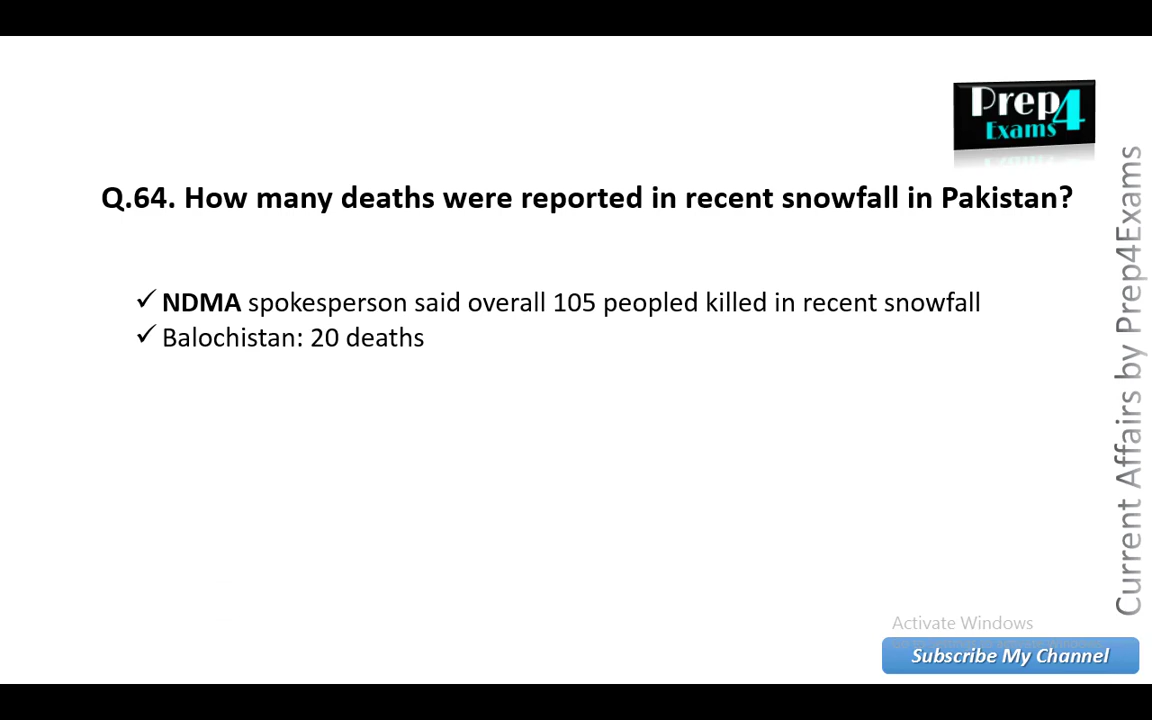 Prep4
Exams
Q.64. How many deaths were reported in recent snowfall in Pakistan?
✓ NDMA spokesperson said overall 105 peopled killed in recent snowfall
✓ Balochistan: 20 deaths
Current Affairs by Prep4Exams
Activate Windows
Subscribe My Channel